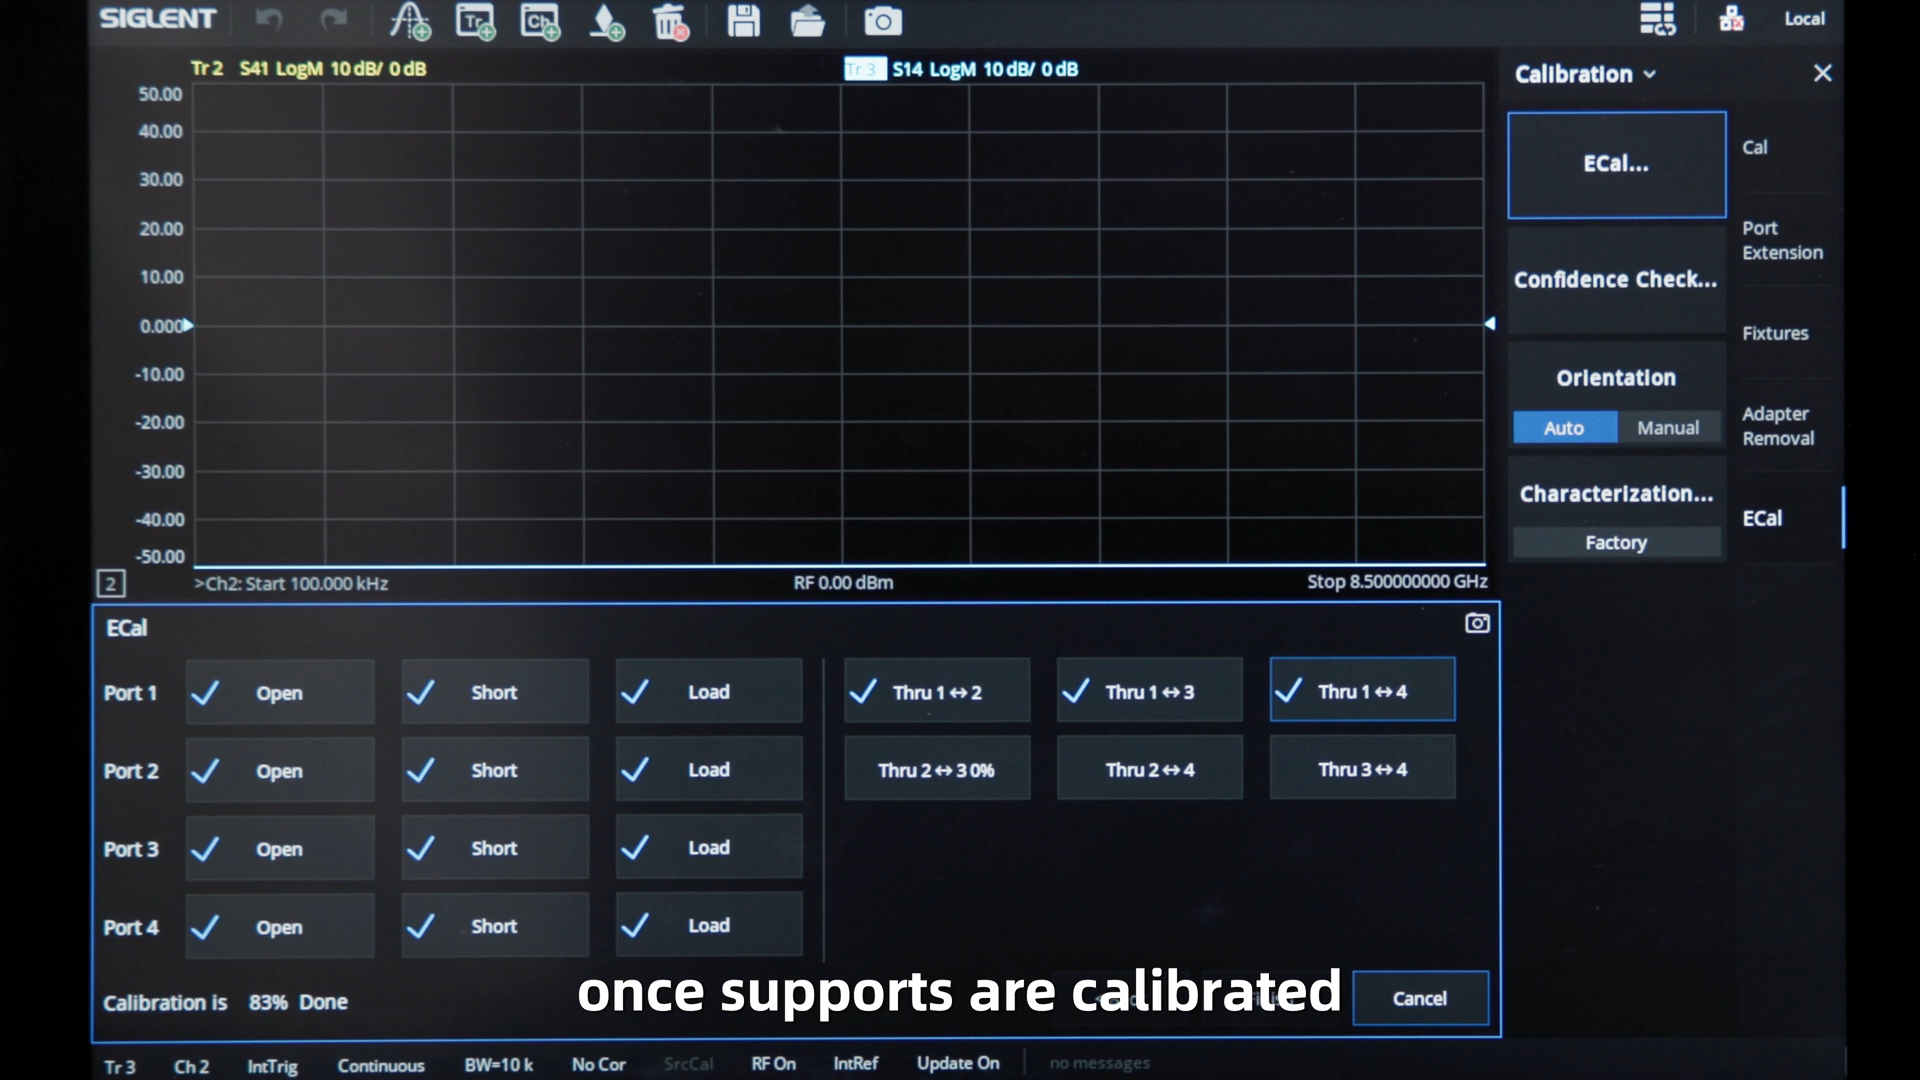 SIGLENT
Tr Ch Local
Tr 2 S41 LogM 10 dB/ 0 dB
Tr 3 S14 LogM 10 dB/ 0 dB
Calibration
50.00
40.00
30.00
20.00
10.00
0.000
-10.00
-20.00
-30.00
-40.00
-50.00
2 >Ch2: Start 100.000 kHz RF 0.00 dBm Stop 8.500000000 GHz
ECal...
Confidence Check...
Orientation
Auto Manual
Characterization...
Factory
Cal
Port
Extension
Fixtures
Adapter
Removal
ECal
ECal
Port 1 Open Short Load Thru 1↔2 Thru 1↔3 Thru 1↔4
Port 2 Open Short Load Thru 2↔3 0% Thru 2↔4 Thru 3↔4
Port 3 Open Short Load
Port 4 Open Short Load
Calibration is 83% Done
once supports are calibrated
Cancel
Tr 3 Ch 2 IntTrig Continuous BW=10 k No Cor SrcCal RF On IntRef Update On no messages